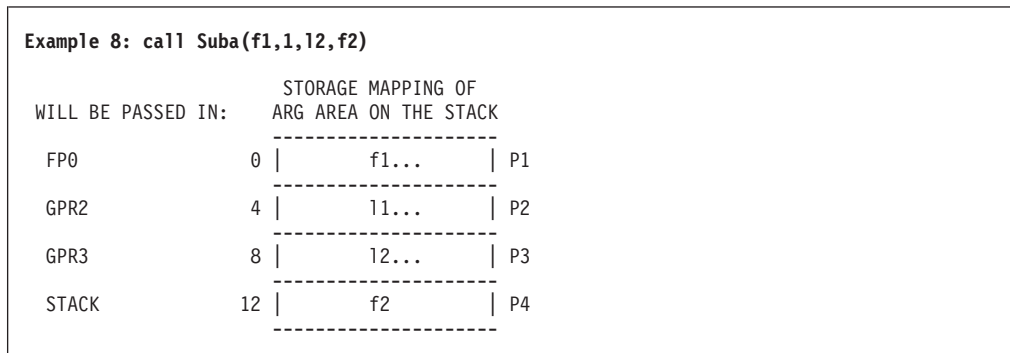 Example 8: call Suba(f1,1,l2,f2)
STORAGE MAPPING OF
WILL BE PASSED IN: ARG AREA ON THE STACK
---------------------
FP0 0 | f1... | P1
---------------------
GPR2 4 | l1... | P2
---------------------
GPR3 8 | l2... | P3
---------------------
STACK 12 | f2 | P4
---------------------